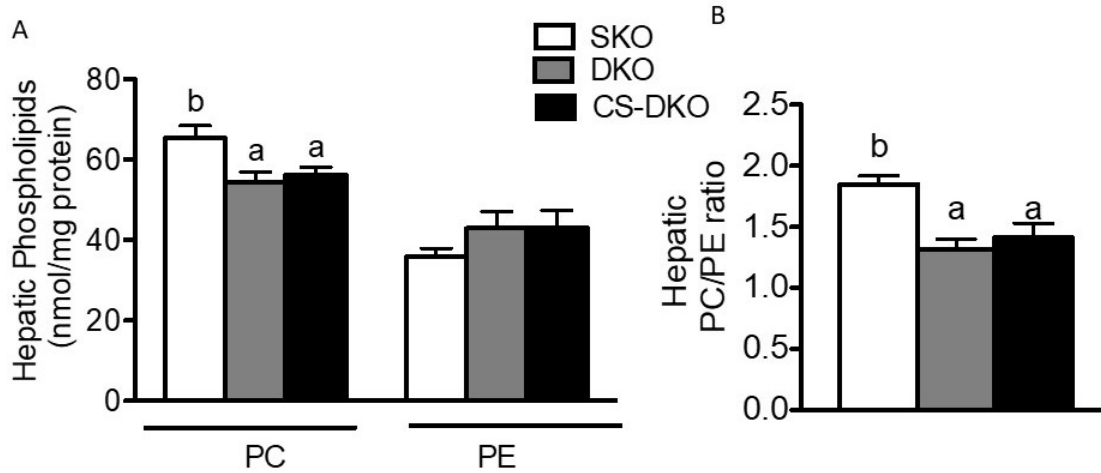 A
SKO
DKO
CS-DKO
Hepatic Phospholipids
(nmol/mg protein)
80
60
40
20
0
b
a
a
PC
PE
B
Hepatic
PC/PE ratio
2.5
2.0
1.5
1.0
0.5
0.0
b
a
a